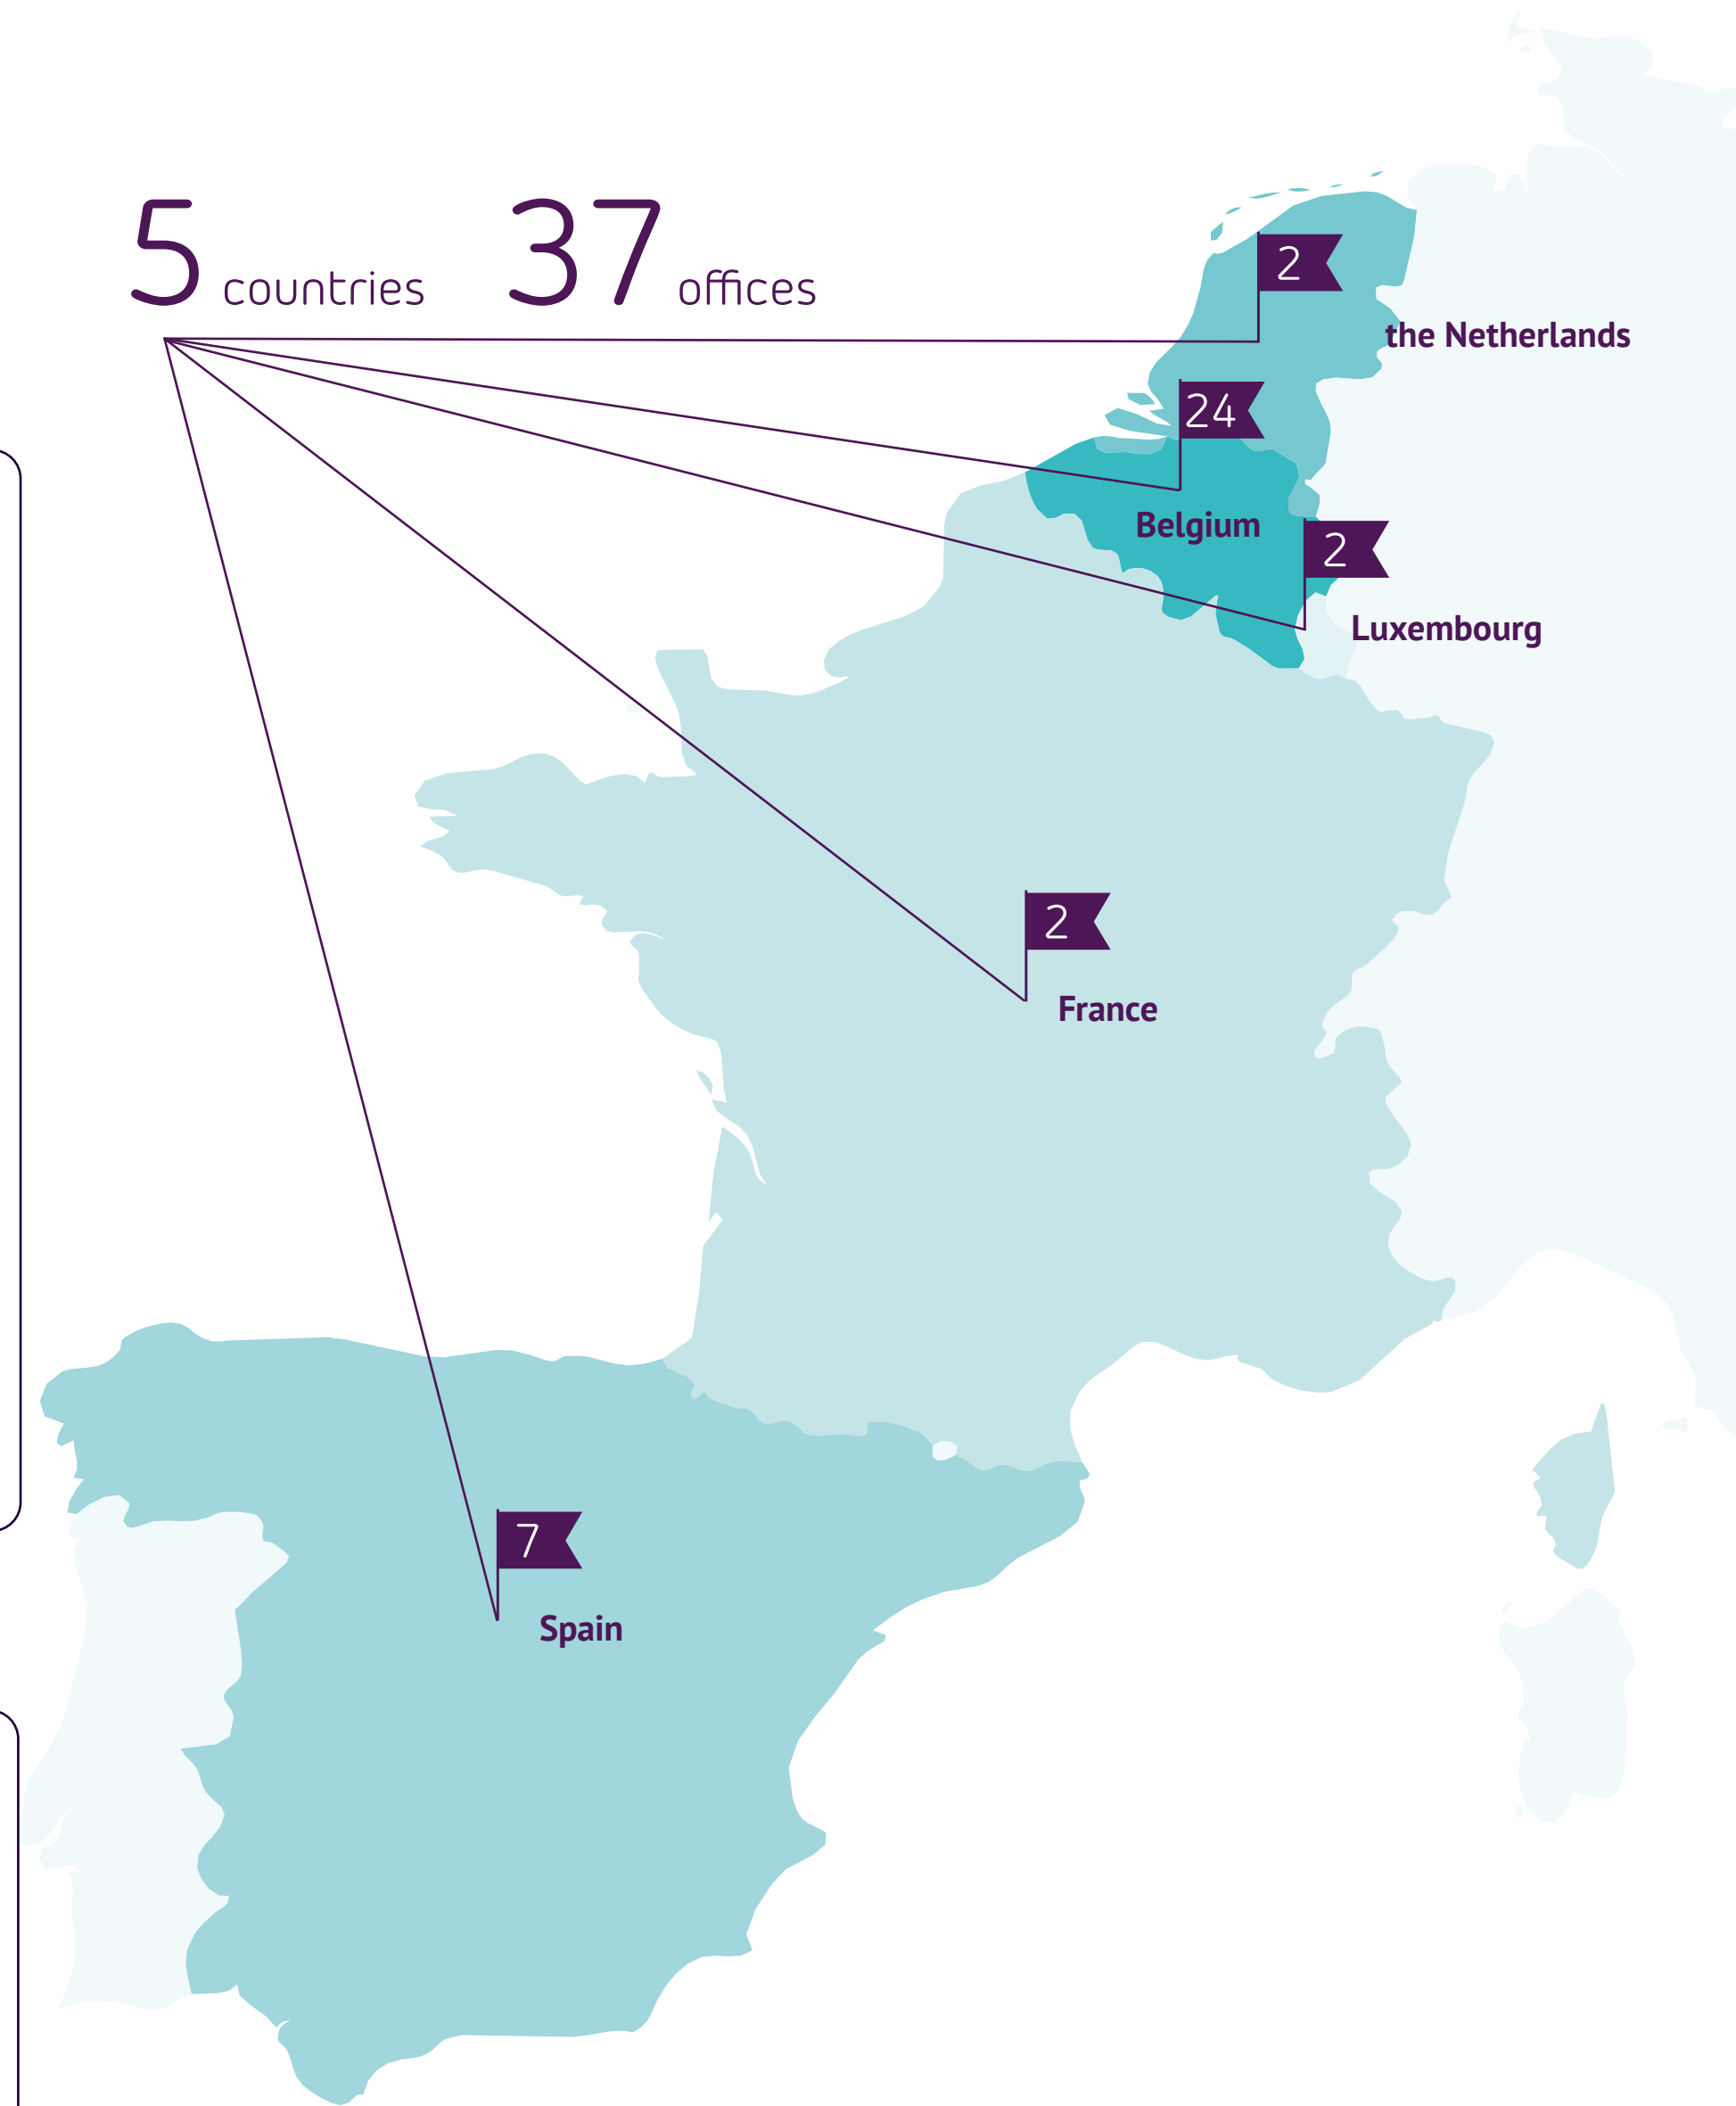 5 countries 37 offices
2
the Netherlands
24
Belgium
2
Luxembourg
2
France
7
Spain